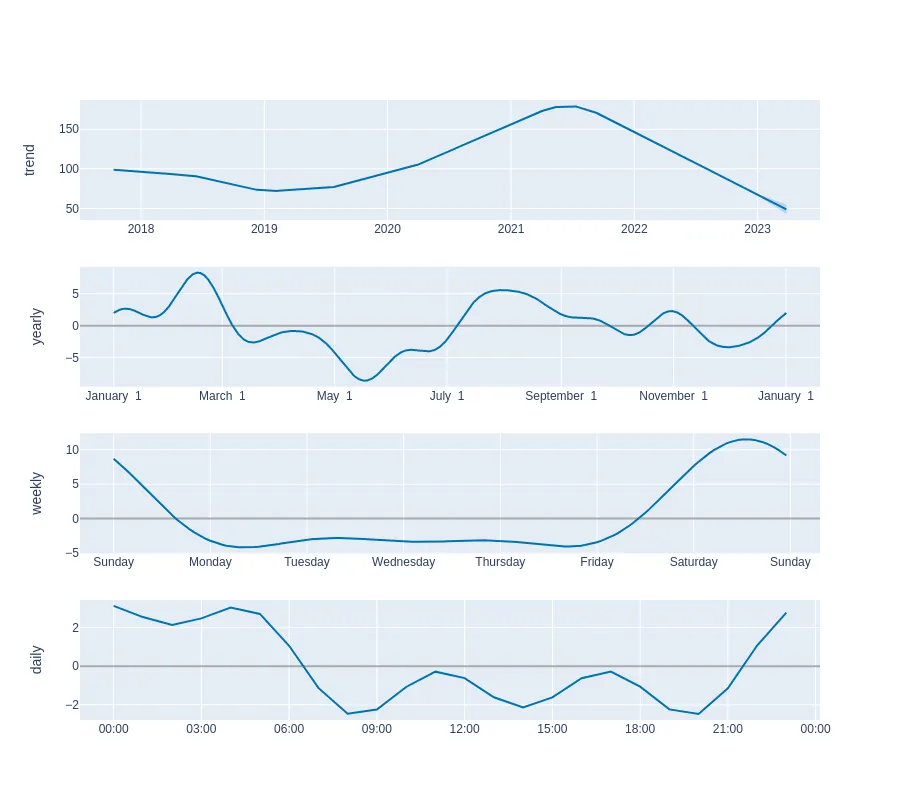 trend
150
100
50
2018 2019 2020 2021 2022 2023
yearly
5
0
−5
January 1 March 1 May 1 July 1 September 1 November 1 January 1
weekly
10
5
0
−5
Sunday Monday Tuesday Wednesday Thursday Friday Saturday Sunday
daily
2
0
−2
00:00 03:00 06:00 09:00 12:00 15:00 18:00 21:00 00:00